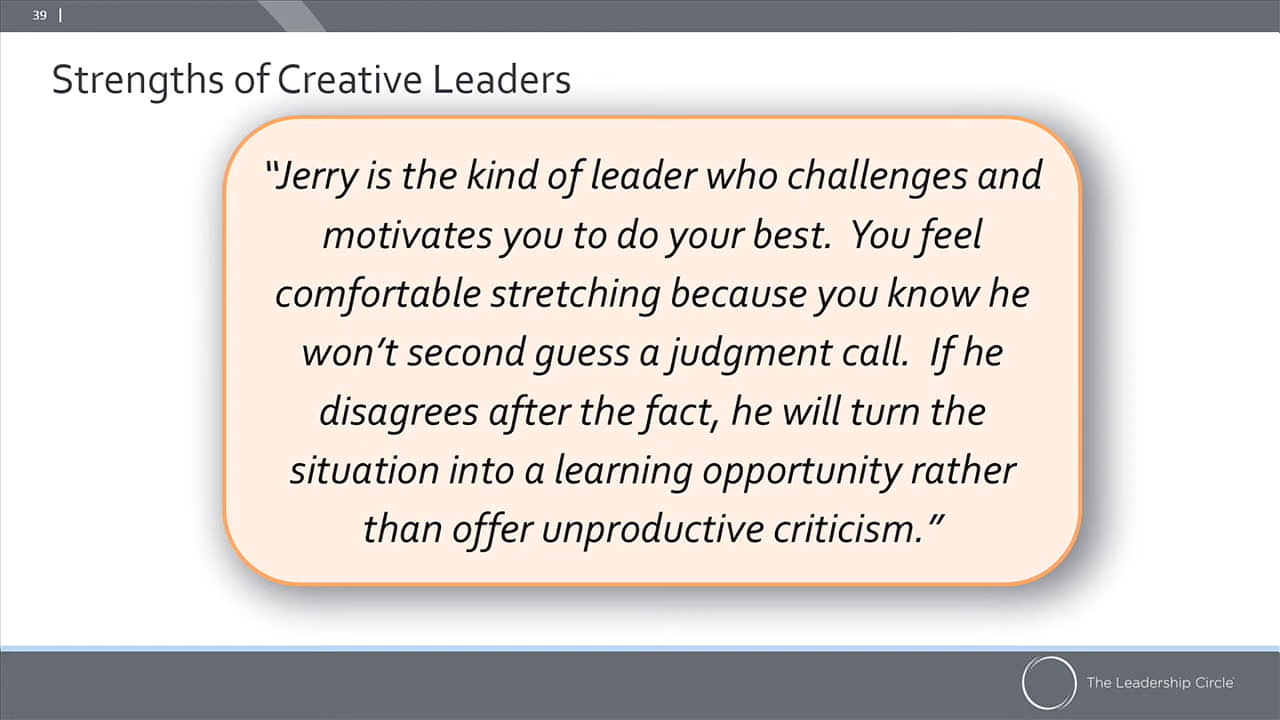 39 |
Strengths of Creative Leaders
“Jerry is the kind of leader who challenges and
motivates you to do your best.  You feel
comfortable stretching because you know he
won’t second guess a judgment call.  If he
disagrees after the fact, he will turn the
situation into a learning opportunity rather
than offer unproductive criticism.”
The Leadership Circle